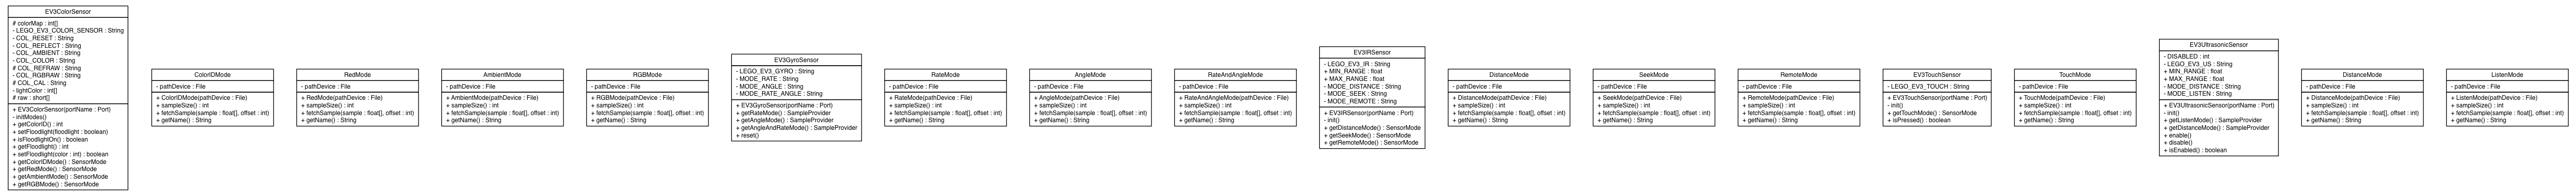 EV3ColorSensor
# colorMap : int[]
- LEGO_EV3_COLOR_SENSOR : String
- COL_RESET : String
- COL_REFLECT : String
- COL_AMBIENT : String
- COL_COLOR : String
# COL_REFRAW : String
- COL_RGBRAW : String
# COL_CAL : String
- lightColor : int[]
# raw : short[]
+ EV3ColorSensor(portName : Port)
- initModes()
+ getColorID() : int
+ setFloodlight(floodlight : boolean)
+ isFloodlightOn() : boolean
+ getFloodlight() : int
+ setFloodlight(color : int) : boolean
+ getColorIDMode() : SensorMode
+ getRedMode() : SensorMode
+ getAmbientMode() : SensorMode
+ getRGBMode() : SensorMode
ColorIDMode
- pathDevice : File
+ ColorIDMode(pathDevice : File)
+ sampleSize() : int
+ fetchSample(sample : float[], offset : int)
+ getName() : String
RedMode
- pathDevice : File
+ RedMode(pathDevice : File)
+ sampleSize() : int
+ fetchSample(sample : float[], offset : int)
+ getName() : String
AmbientMode
- pathDevice : File
+ AmbientMode(pathDevice : File)
+ sampleSize() : int
+ fetchSample(sample : float[], offset : int)
+ getName() : String
RGBMode
- pathDevice : File
+ RGBMode(pathDevice : File)
+ sampleSize() : int
+ fetchSample(sample : float[], offset : int)
+ getName() : String
EV3GyroSensor
- LEGO_EV3_GYRO : String
- MODE_RATE : String
- MODE_ANGLE : String
- MODE_RATE_ANGLE : String
+ EV3GyroSensor(portName : Port)
+ getRateMode() : SampleProvider
+ getAngleMode() : SampleProvider
+ getAngleAndRateMode() : SampleProvider
+ reset()
RateMode
- pathDevice : File
+ RateMode(pathDevice : File)
+ sampleSize() : int
+ fetchSample(sample : float[], offset : int)
+ getName() : String
AngleMode
- pathDevice : File
+ AngleMode(pathDevice : File)
+ sampleSize() : int
+ fetchSample(sample : float[], offset : int)
+ getName() : String
RateAndAngleMode
- pathDevice : File
+ RateAndAngleMode(pathDevice : File)
+ sampleSize() : int
+ fetchSample(sample : float[], offset : int)
+ getName() : String
EV3IRSensor
- LEGO_EV3_IR : String
+ MIN_RANGE : float
+ MAX_RANGE : float
- MODE_DISTANCE : String
- MODE_SEEK : String
- MODE_REMOTE : String
+ EV3IRSensor(portName : Port)
- init()
+ getDistanceMode() : SensorMode
+ getSeekMode() : SensorMode
+ getRemoteMode() : SensorMode
DistanceMode
- pathDevice : File
+ DistanceMode(pathDevice : File)
+ sampleSize() : int
+ fetchSample(sample : float[], offset : int)
+ getName() : String
SeekMode
- pathDevice : File
+ SeekMode(pathDevice : File)
+ sampleSize() : int
+ fetchSample(sample : float[], offset : int)
+ getName() : String
RemoteMode
- pathDevice : File
+ RemoteMode(pathDevice : File)
+ sampleSize() : int
+ fetchSample(sample : float[], offset : int)
+ getName() : String
EV3TouchSensor
- LEGO_EV3_TOUCH : String
+ EV3TouchSensor(portName : Port)
- init()
+ getTouchMode() : SensorMode
+ isPressed() : boolean
TouchMode
- pathDevice : File
+ TouchMode(pathDevice : File)
+ sampleSize() : int
+ fetchSample(sample : float[], offset : int)
+ getName() : String
EV3UltrasonicSensor
- DISABLED : int
- LEGO_EV3_US : String
+ MIN_RANGE : float
+ MAX_RANGE : float
- MODE_DISTANCE : String
- MODE_LISTEN : String
+ EV3UltrasonicSensor(portName : Port)
- init()
+ getListenMode() : SampleProvider
+ getDistanceMode() : SampleProvider
+ enable()
+ disable()
+ isEnabled() : boolean
DistanceMode
- pathDevice : File
+ DistanceMode(pathDevice : File)
+ sampleSize() : int
+ fetchSample(sample : float[], offset : int)
+ getName() : String
ListenMode
- pathDevice : File
+ ListenMode(pathDevice : File)
+ sampleSize() : int
+ fetchSample(sample : float[], offset : int)
+ getName() : String